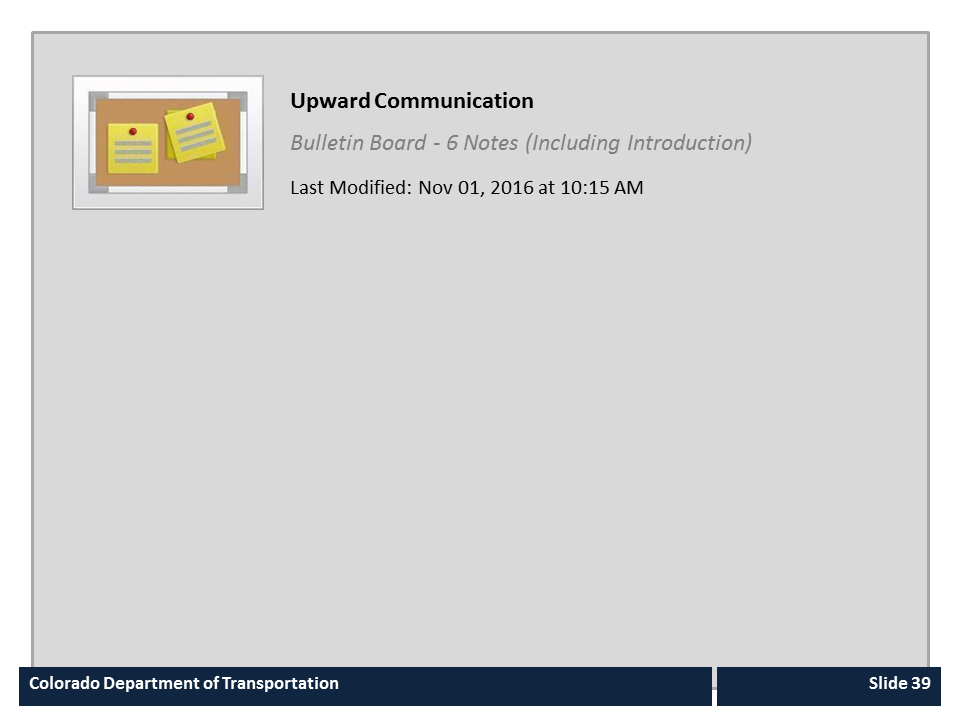 Upward Communication
Bulletin Board - 6 Notes (Including Introduction)
Last Modified: Nov 01, 2016 at 10:15 AM
Colorado Department of Transportation
Slide 39